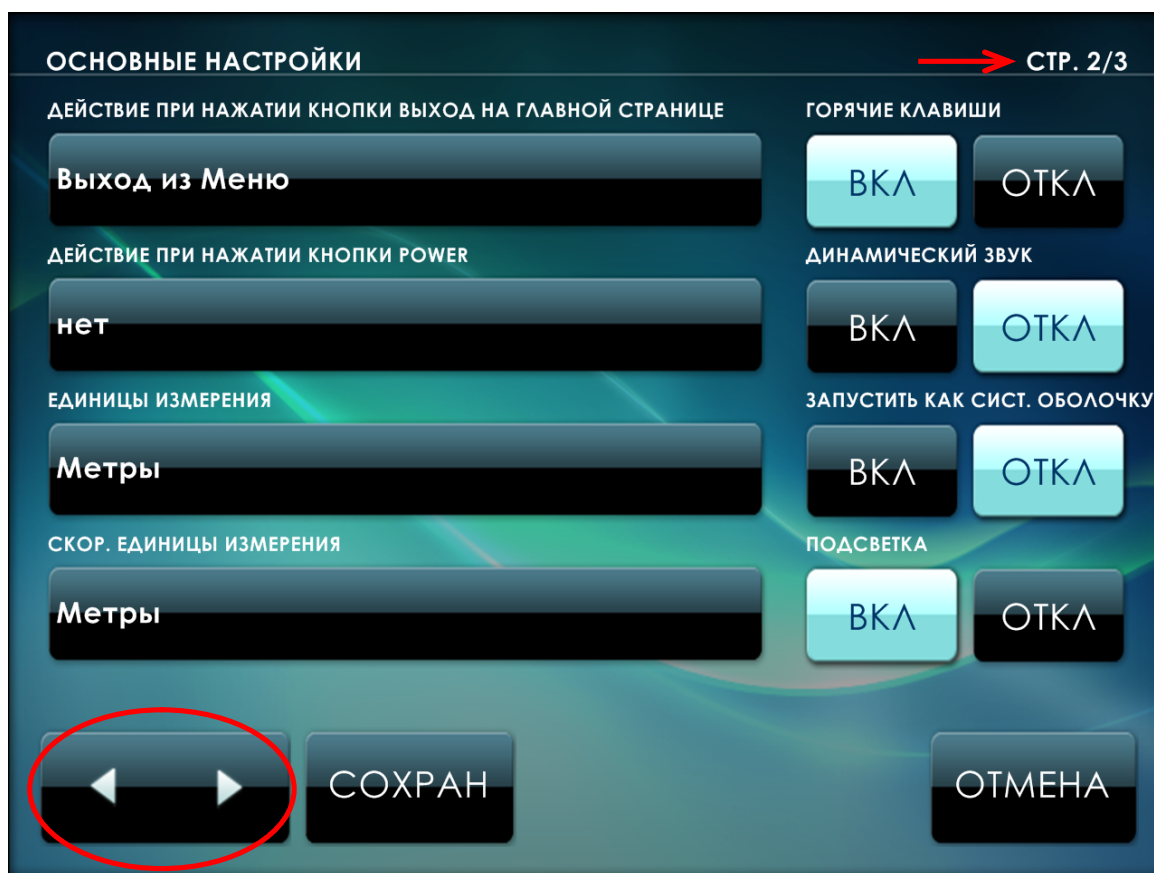 ОСНОВНЫЕ НАСТРОЙКИ СТР. 2/3
ДЕЙСТВИЕ ПРИ НАЖАТИИ КНОПКИ ВЫХОД НА ГЛАВНОЙ СТРАНИЦЕ
Выход из Меню
ДЕЙСТВИЕ ПРИ НАЖАТИИ КНОПКИ POWER
нет
ЕДИНИЦЫ ИЗМЕРЕНИЯ
Метры
СКОР. ЕДИНИЦЫ ИЗМЕРЕНИЯ
Метры
ГОРЯЧИЕ КЛАВИШИ
ВКЛ ОТКЛ
ДИНАМИЧЕСКИЙ ЗВУК
ВКЛ ОТКЛ
ЗАПУСТИТЬ КАК СИСТ. ОБОЛОЧКУ
ВКЛ ОТКЛ
ПОДСВЕТКА
ВКЛ ОТКЛ
СОХРАН ОТМЕНА